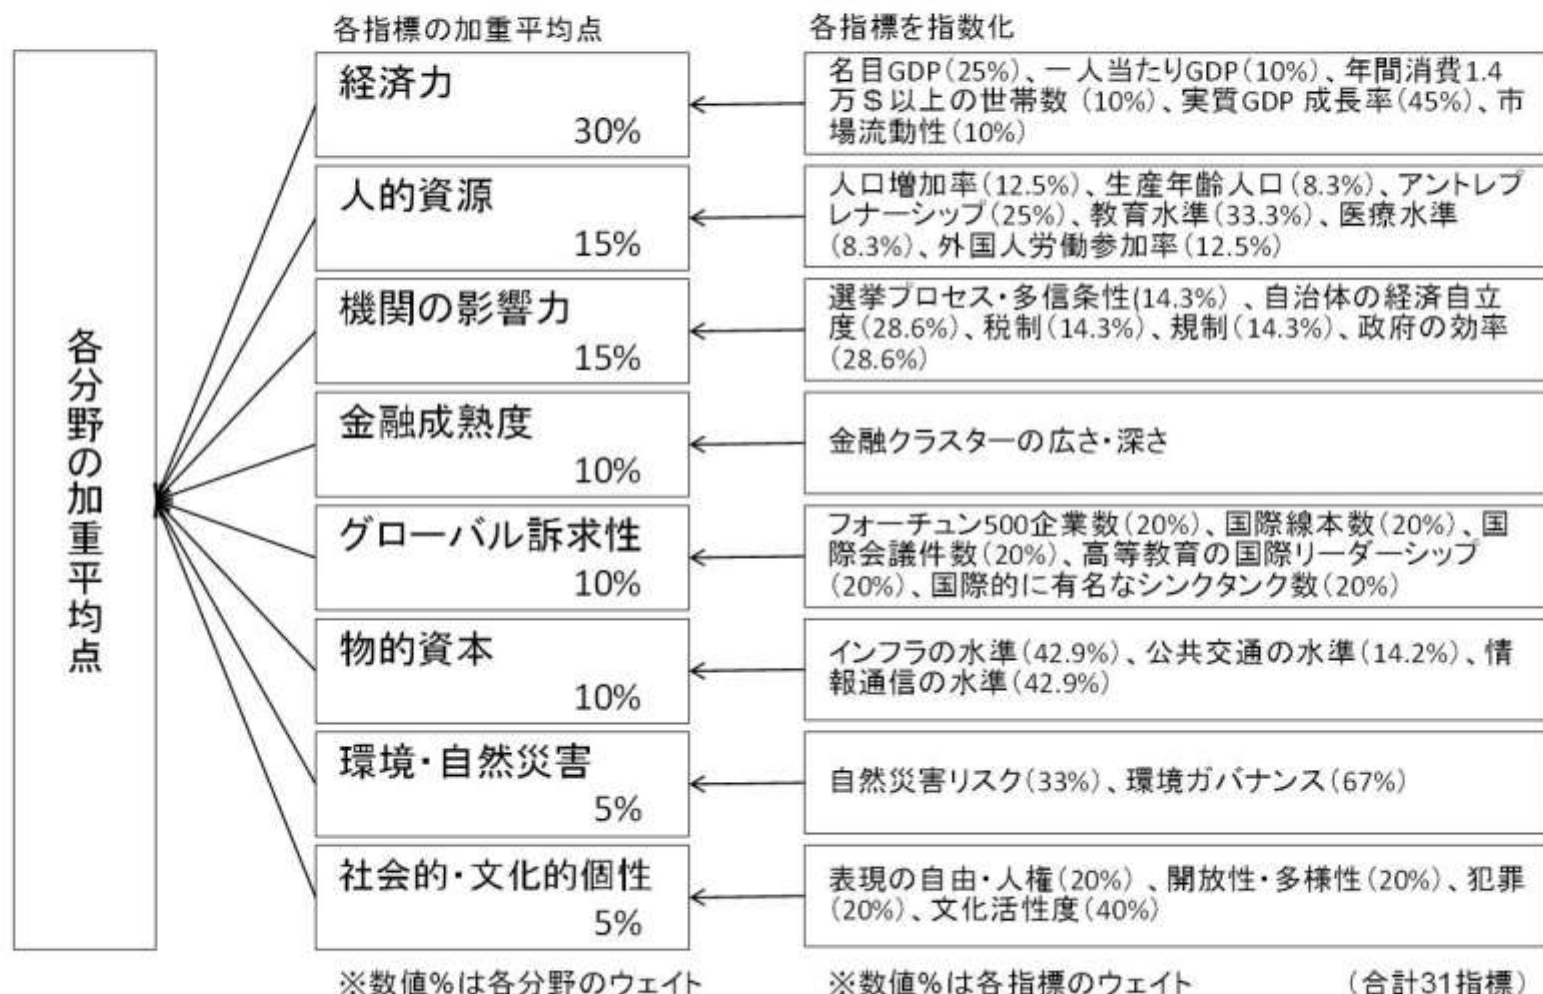 各指標の加重平均点
各指標を指数化
各分野の加重平均点
経済力
30%
名目GDP(25%)、一人当たりGDP(10%)、年間消費1.4
万S以上の世帯数 (10%)、実質GDP 成長率(45%)、市
場流動性(10%)
人的資源
15%
人口増加率(12.5%)、生産年齢人口(8.3%)、アントレプ
レナーシップ(25%)、教育水準(33.3%)、医療水準
(8.3%)、外国人労働参加率(12.5%)
機関の影響力
15%
選挙プロセス・多信条性(14.3%) 、自治体の経済自立
度(28.6%)、税制(14.3%)、規制(14.3%)、政府の効率
(28.6%)
金融成熟度
10%
金融クラスターの広さ・深さ
グローバル訴求性
10%
フォーチュン500企業数(20%)、国際線本数(20%)、国
際会議件数(20%)、高等教育の国際リーダーシップ
(20%)、国際的に有名なシンクタンク数(20%)
物的資本
10%
インフラの水準(42.9%)、公共交通の水準(14.2%)、情
報通信の水準(42.9%)
環境・自然災害
5%
自然災害リスク(33%)、環境ガバナンス(67%)
社会的・文化的個性
5%
表現の自由・人権(20%) 、開放性・多様性(20%)、犯罪
(20%)、文化活性度(40%)
※数値%は各分野のウェイト
※数値%は各指標のウェイト
(合計31指標)